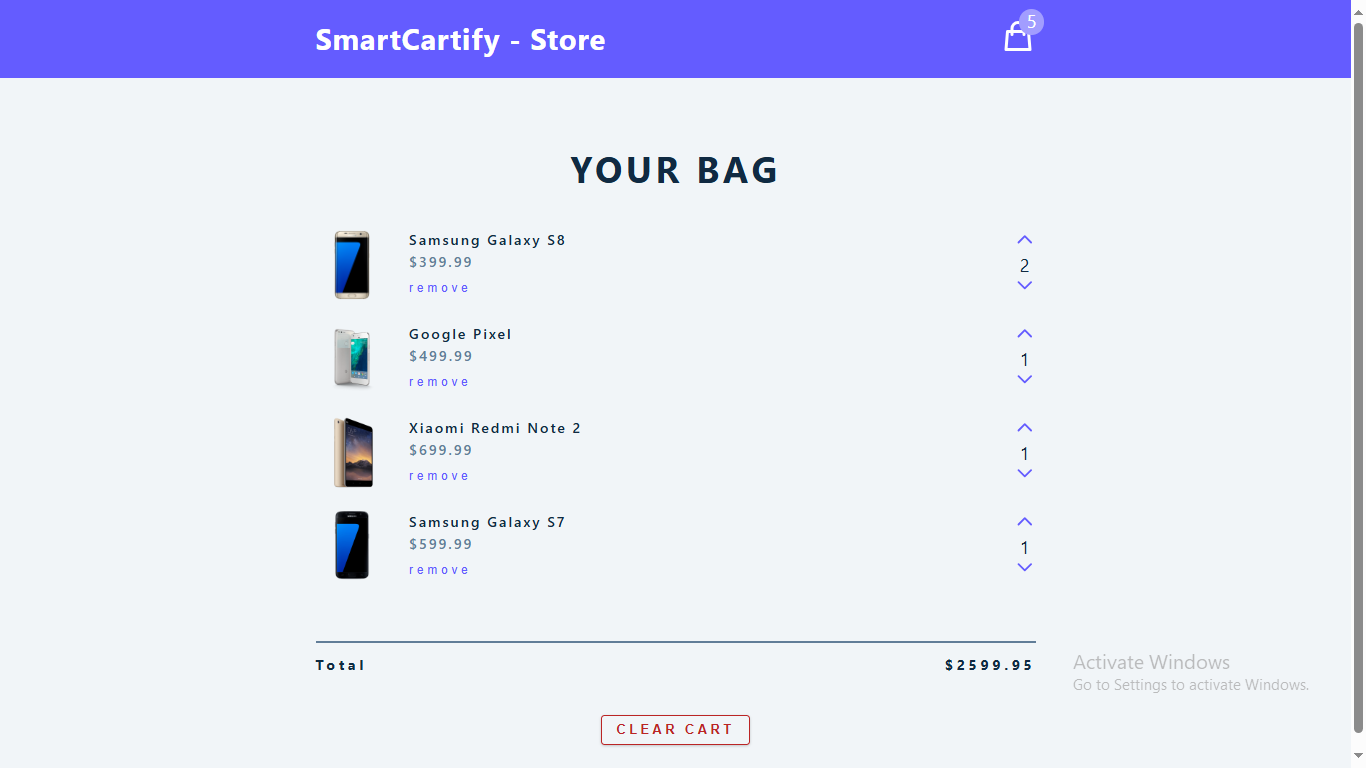 SmartCartify - Store
5
YOUR BAG
Samsung Galaxy S8
$399.99
remove
2
Google Pixel
$499.99
remove
1
Xiaomi Redmi Note 2
$699.99
remove
1
Samsung Galaxy S7
$599.99
remove
1
Total $2599.95
Activate Windows
Go to Settings to activate Windows.
CLEAR CART